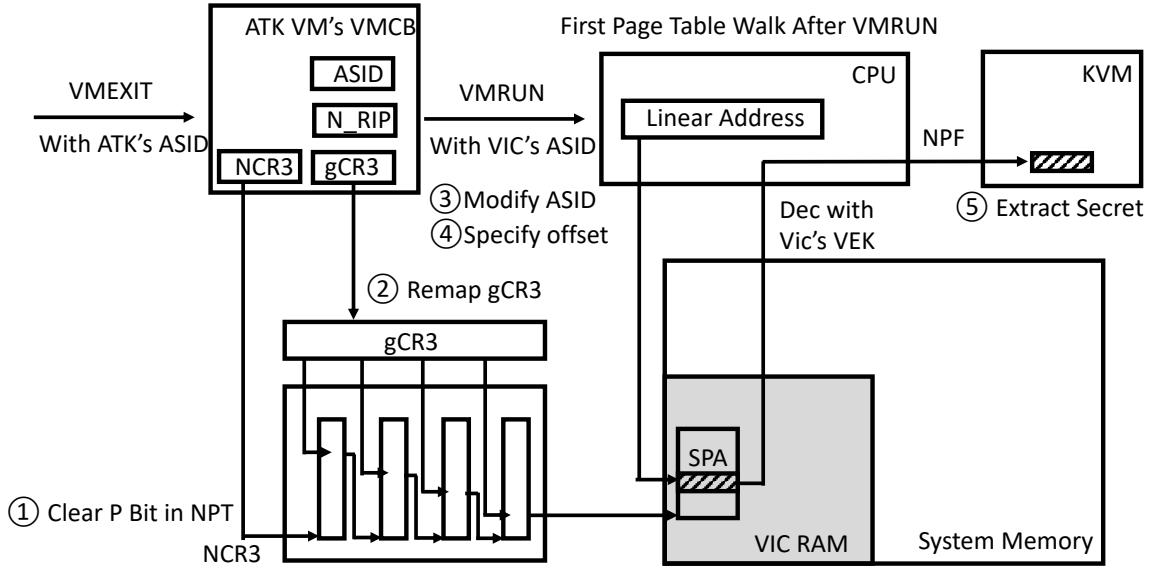 ATK VM's VMCB
First Page Table Walk After VMRUN
ASID
CPU
KVM
VMEXIT
VMRUN
N_RIP
Linear Address
With ATK's ASID
With VIC's ASID
NPF
NCR3
gCR3
③Modify ASID
④Specify offset
Dec with
Vic's VEK
⑤ Extract Secret
② Remap gCR3
gCR3
SPA
① Clear P Bit in NPT
NCR3
VIC RAM
System Memory